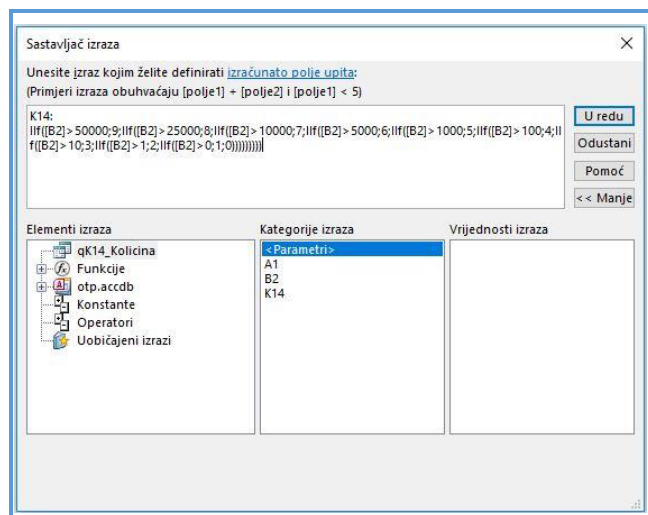 Sastavljač izraza
Unesite izraz kojim želite definirati izračunato polje upita:
(Primjeri izraza obuhvaćaju [polje1] + [polje2] i [polje1] < 5)
K14:
IIf([B2]>50000;9;IIf([B2]>25000;8;IIf([B2]>10000;7;IIf([B2]>5000;6;IIf([B2]>1000;5;IIf([B2]>100;4;II
f([B2]>10;3;IIf([B2]>1;2;IIf([B2]>0;1;0)))))))))
U redu
Odustani
Pomoć
<< Manje
Elementi izraza
qK14_Kolicina
Funkcije
otp.accdb
Konstante
Operatori
Uobičajeni izrazi
Kategorije izraza
<Parametri>
A1
B2
K14
Vrijednosti izraza